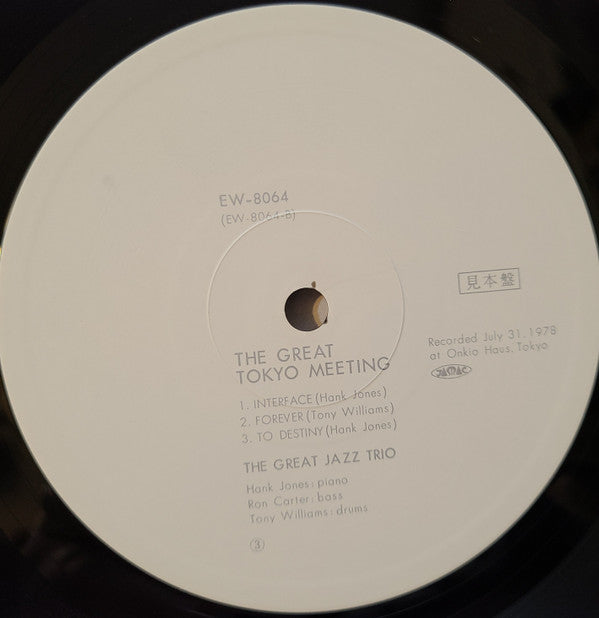 EW-8064
(EW-8064-B)
見本盤
THE GREAT
TOKYO MEETING
1. INTERFACE (Hank Jones)
2. FOREVER (Tony Williams)
3. TO DESTINY (Hank Jones)
THE GREAT JAZZ TRIO
Hank Jones : piano
Ron Carter : bass
Tony Williams : drums
③
Recorded July 31, 1978
at Onkio Haus, Tokyo
JASRAC